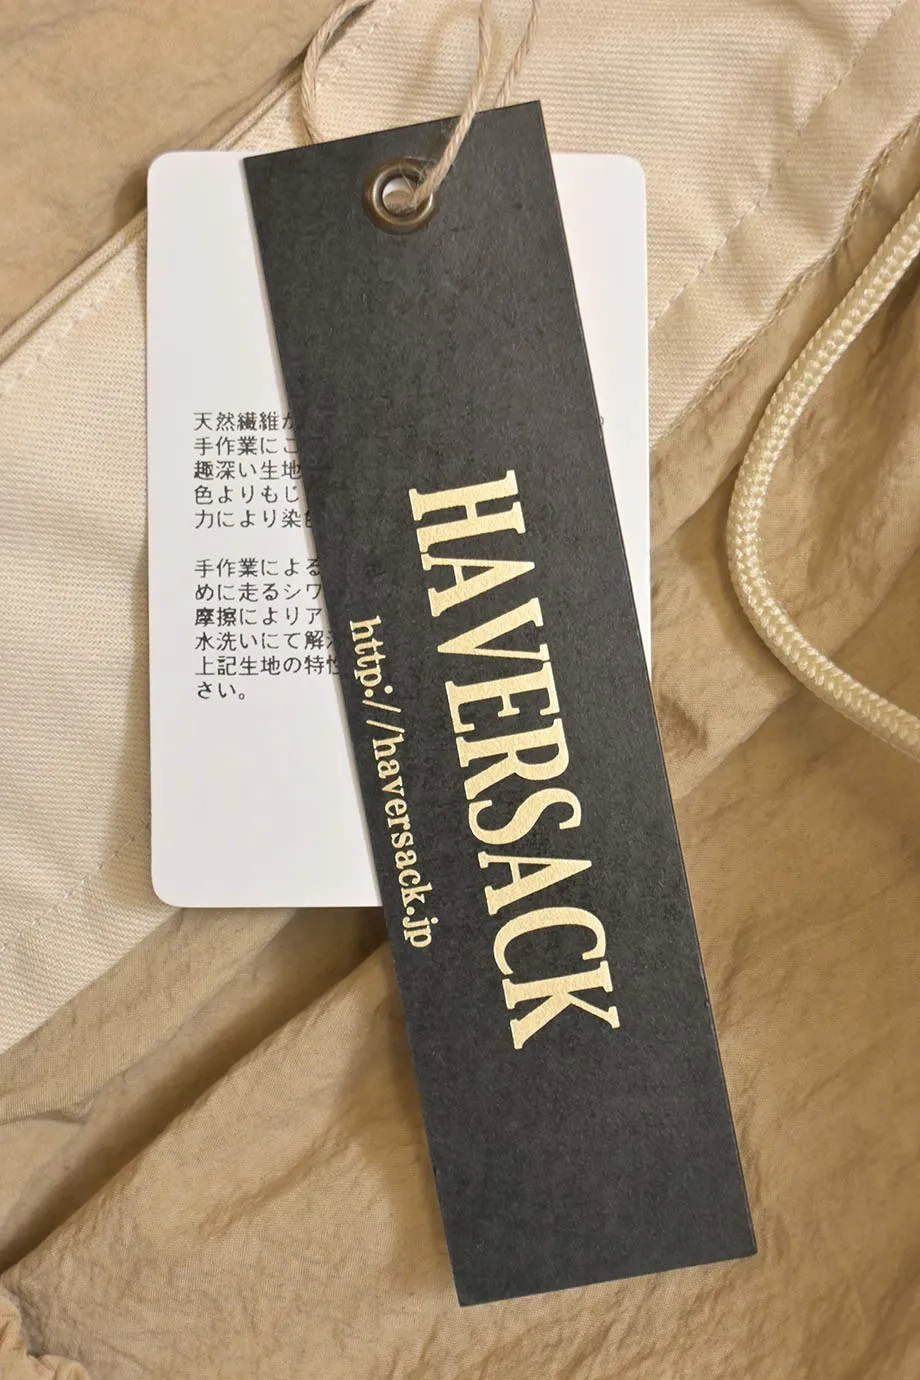 HAVERSACK
http://haversack.jp
天然繊維
手作業にこ
趣深い生地
色よりもじ
力により染
手作業による
めに走るシワ
摩擦によりア
水洗いにて解
上記生地の特性
さい。